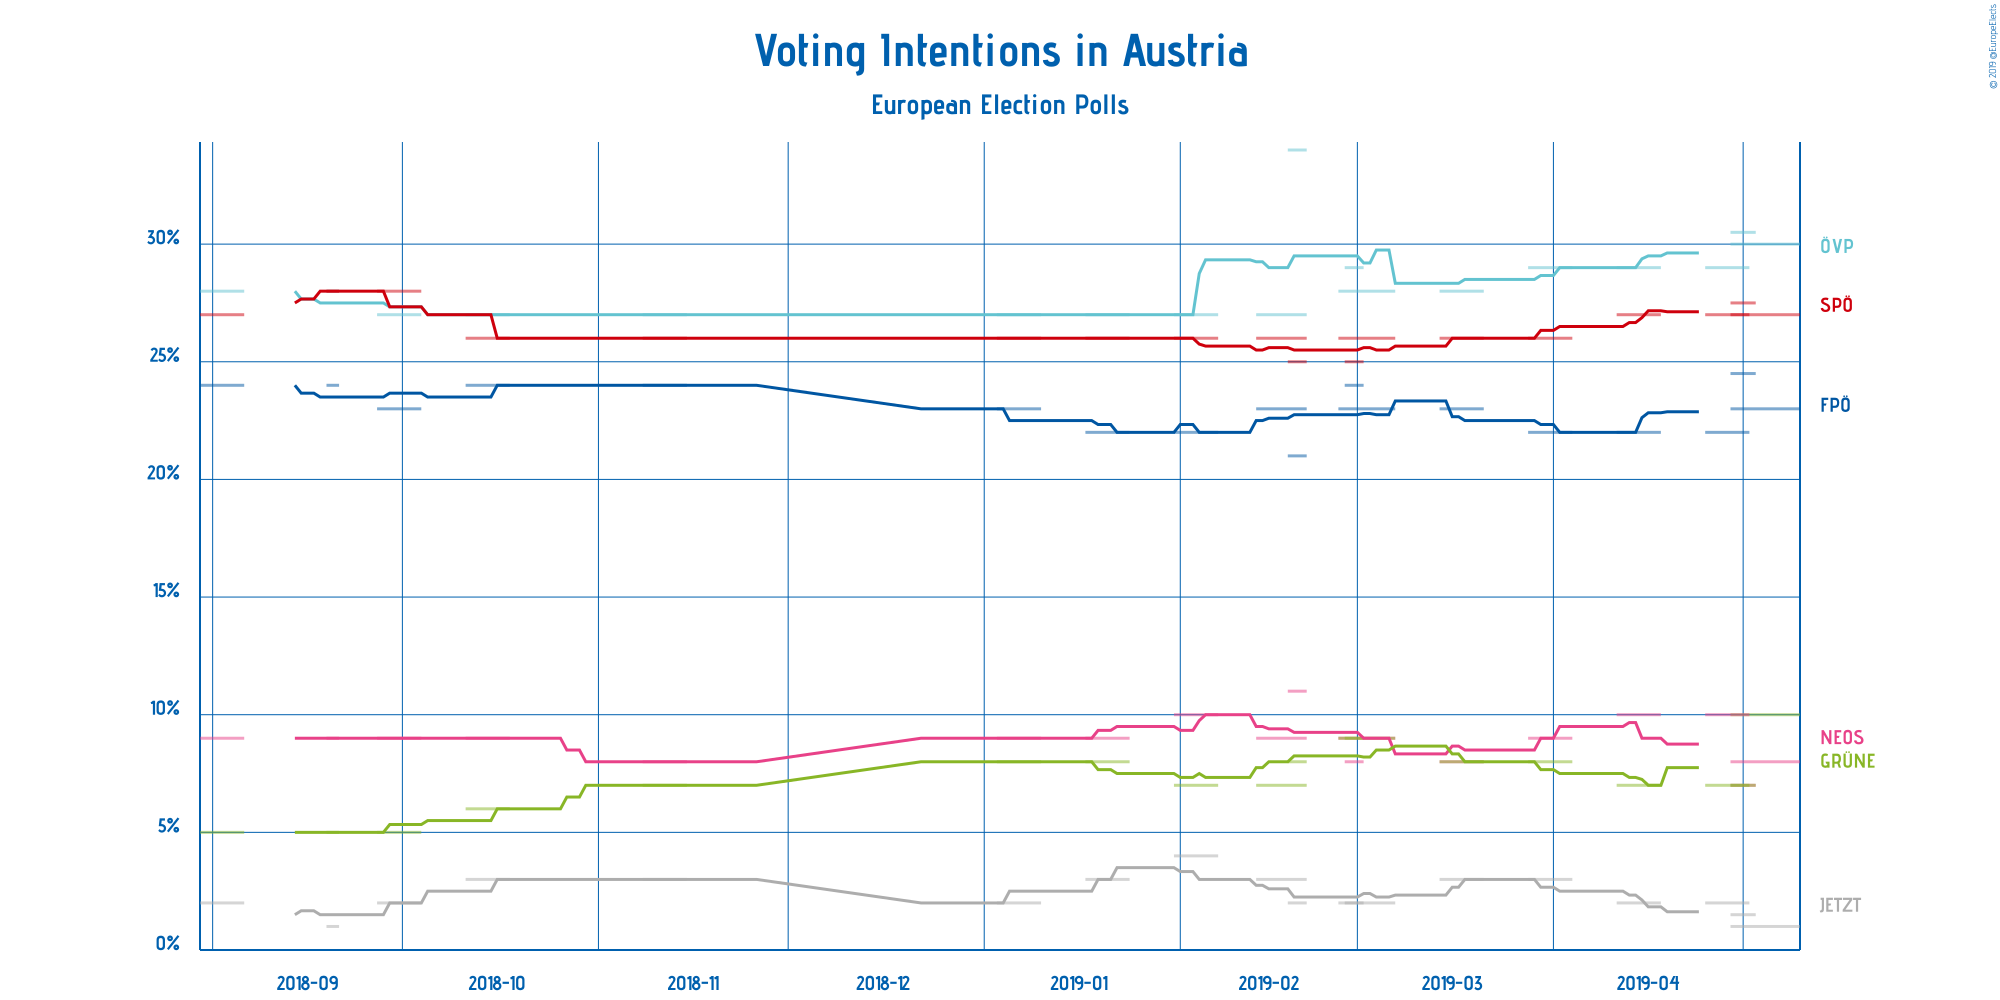 © 2019 @EuropeElects
Voting Intentions in Austria
European Election Polls
30%
25%
20%
15%
10%
5%
0%
ÖVP
SPÖ
FPÖ
NEOS
GRÜNE
JETZT
2018-09 2018-10 2018-11 2018-12 2019-01 2019-02 2019-03 2019-04